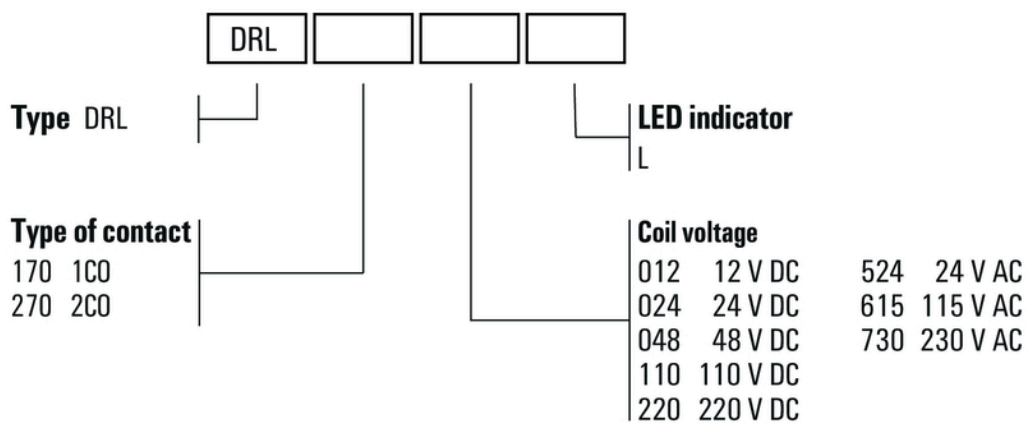 DRL
Type DRL
LED indicator
L
Type of contact
170 1CO
270 2CO
Coil voltage
012 12 V DC 524 24 V AC
024 24 V DC 615 115 V AC
048 48 V DC 730 230 V AC
110 110 V DC
220 220 V DC